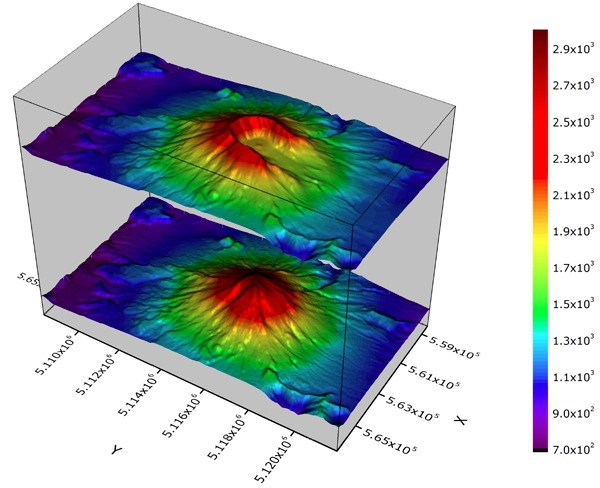 2.9x10³
2.7x10³
2.5x10³
2.3x10³
2.1x10³
1.9x10³
1.7x10³
1.5x10³
1.3x10³
1.1x10³
9.0x10²
7.0x10²
5.65
5.110x10⁶
5.112x10⁶
5.114x10⁶
5.116x10⁶
5.118x10⁶
5.120x10⁶
Y
5.59x10⁵
5.61x10⁵
5.63x10⁵
5.65x10⁵
X